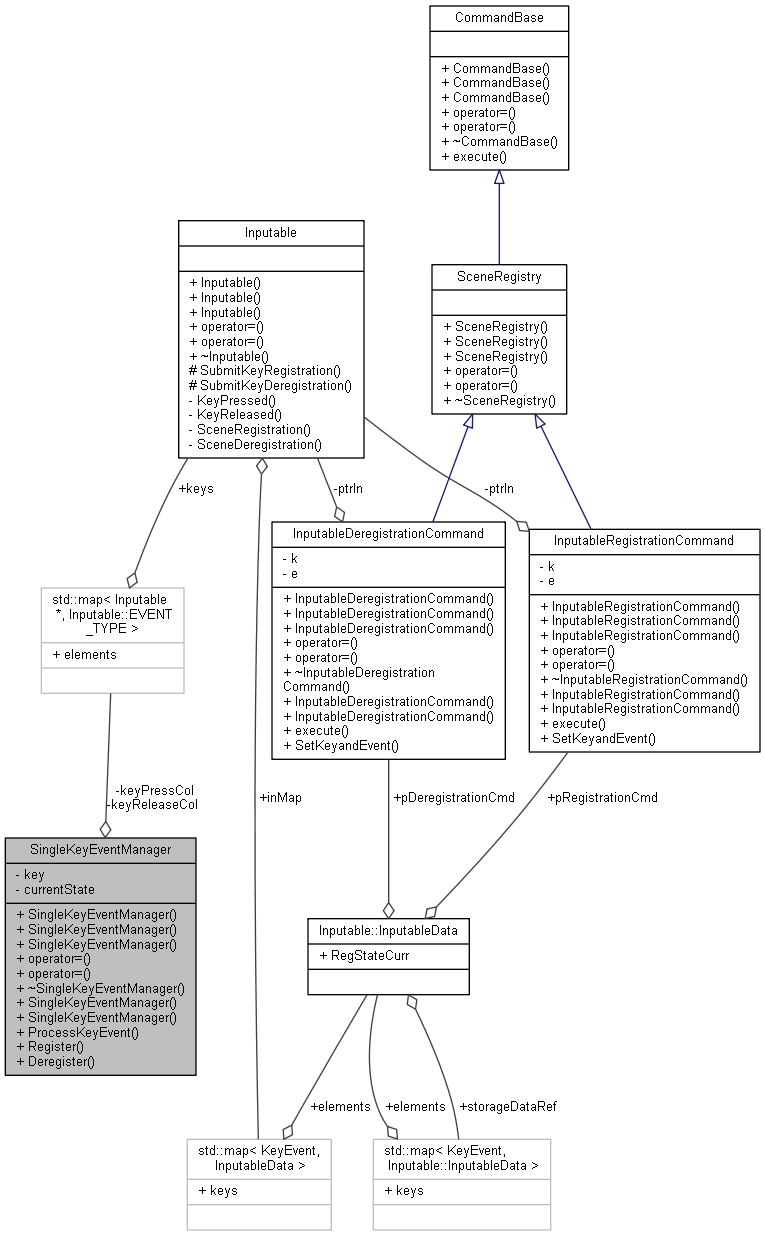 CommandBase
+ CommandBase()
+ CommandBase()
+ CommandBase()
+ operator=()
+ operator=()
+ ~CommandBase()
+ execute()
Inputable
+ Inputable()
+ Inputable()
+ Inputable()
+ operator=()
+ operator=()
+ ~Inputable()
# SubmitKeyRegistration()
# SubmitKeyDeregistration()
- KeyPressed()
- KeyReleased()
- SceneRegistration()
- SceneDeregistration()
SceneRegistry
+ SceneRegistry()
+ SceneRegistry()
+ SceneRegistry()
+ operator=()
+ operator=()
+ ~SceneRegistry()
+keys
-ptrIn
-ptrIn
InputableDeregistrationCommand
- k
- e
+ InputableDeregistrationCommand()
+ InputableDeregistrationCommand()
+ InputableDeregistrationCommand()
+ operator=()
+ operator=()
+ ~InputableDeregistration
Command()
+ InputableDeregistrationCommand()
+ InputableDeregistrationCommand()
+ execute()
+ SetKeyandEvent()
InputableRegistrationCommand
- k
- e
+ InputableRegistrationCommand()
+ InputableRegistrationCommand()
+ InputableRegistrationCommand()
+ operator=()
+ operator=()
+ ~InputableRegistrationCommand()
+ InputableRegistrationCommand()
+ InputableRegistrationCommand()
+ execute()
+ SetKeyandEvent()
std::map< Inputable
*, Inputable::EVENT
_TYPE >
+ elements
-keyPressCol
-keyReleaseCol
+inMap
+pDeregistrationCmd
+pRegistrationCmd
SingleKeyEventManager
- key
- currentState
+ SingleKeyEventManager()
+ SingleKeyEventManager()
+ SingleKeyEventManager()
+ operator=()
+ operator=()
+ ~SingleKeyEventManager()
+ SingleKeyEventManager()
+ SingleKeyEventManager()
+ ProcessKeyEvent()
+ Register()
+ Deregister()
Inputable::InputableData
+ RegStateCurr
+elements
+elements
+storageDataRef
std::map< KeyEvent,
InputableData >
+ keys
std::map< KeyEvent,
Inputable::InputableData >
+ keys